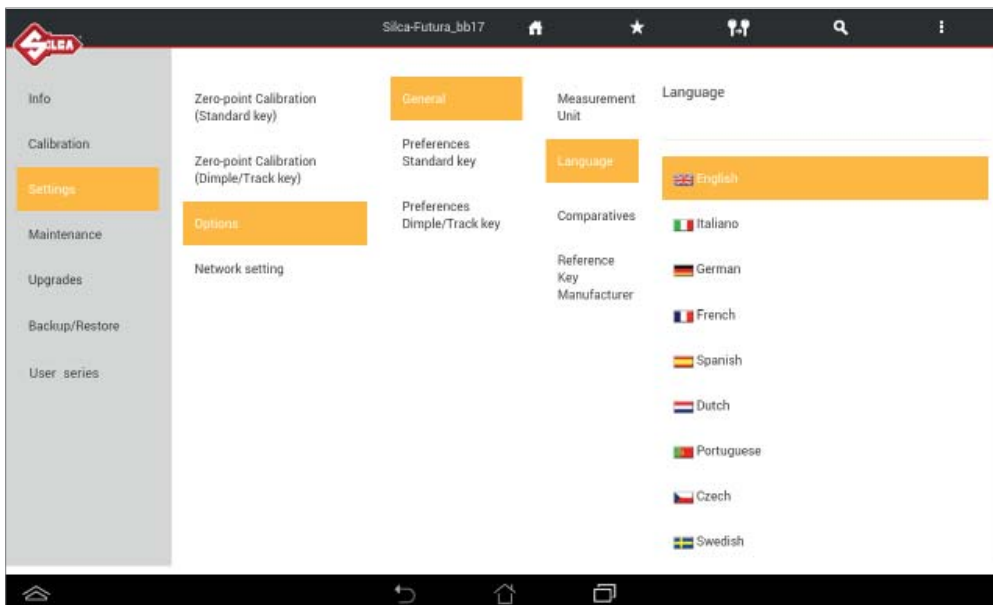 Silca-Futura_bb17
SILCA
Info
Calibration
Settings
Maintenance
Upgrades
Backup/Restore
User series
Zero-point Calibration
(Standard key)
Zero-point Calibration
(Dimple/Track key)
Options
Network setting
General
Preferences
Standard key
Preferences
Dimple/Track key
Measurement
Unit
Language
Comparatives
Reference
Key
Manufacturer
Language
English
Italiano
German
French
Spanish
Dutch
Portuguese
Czech
Swedish